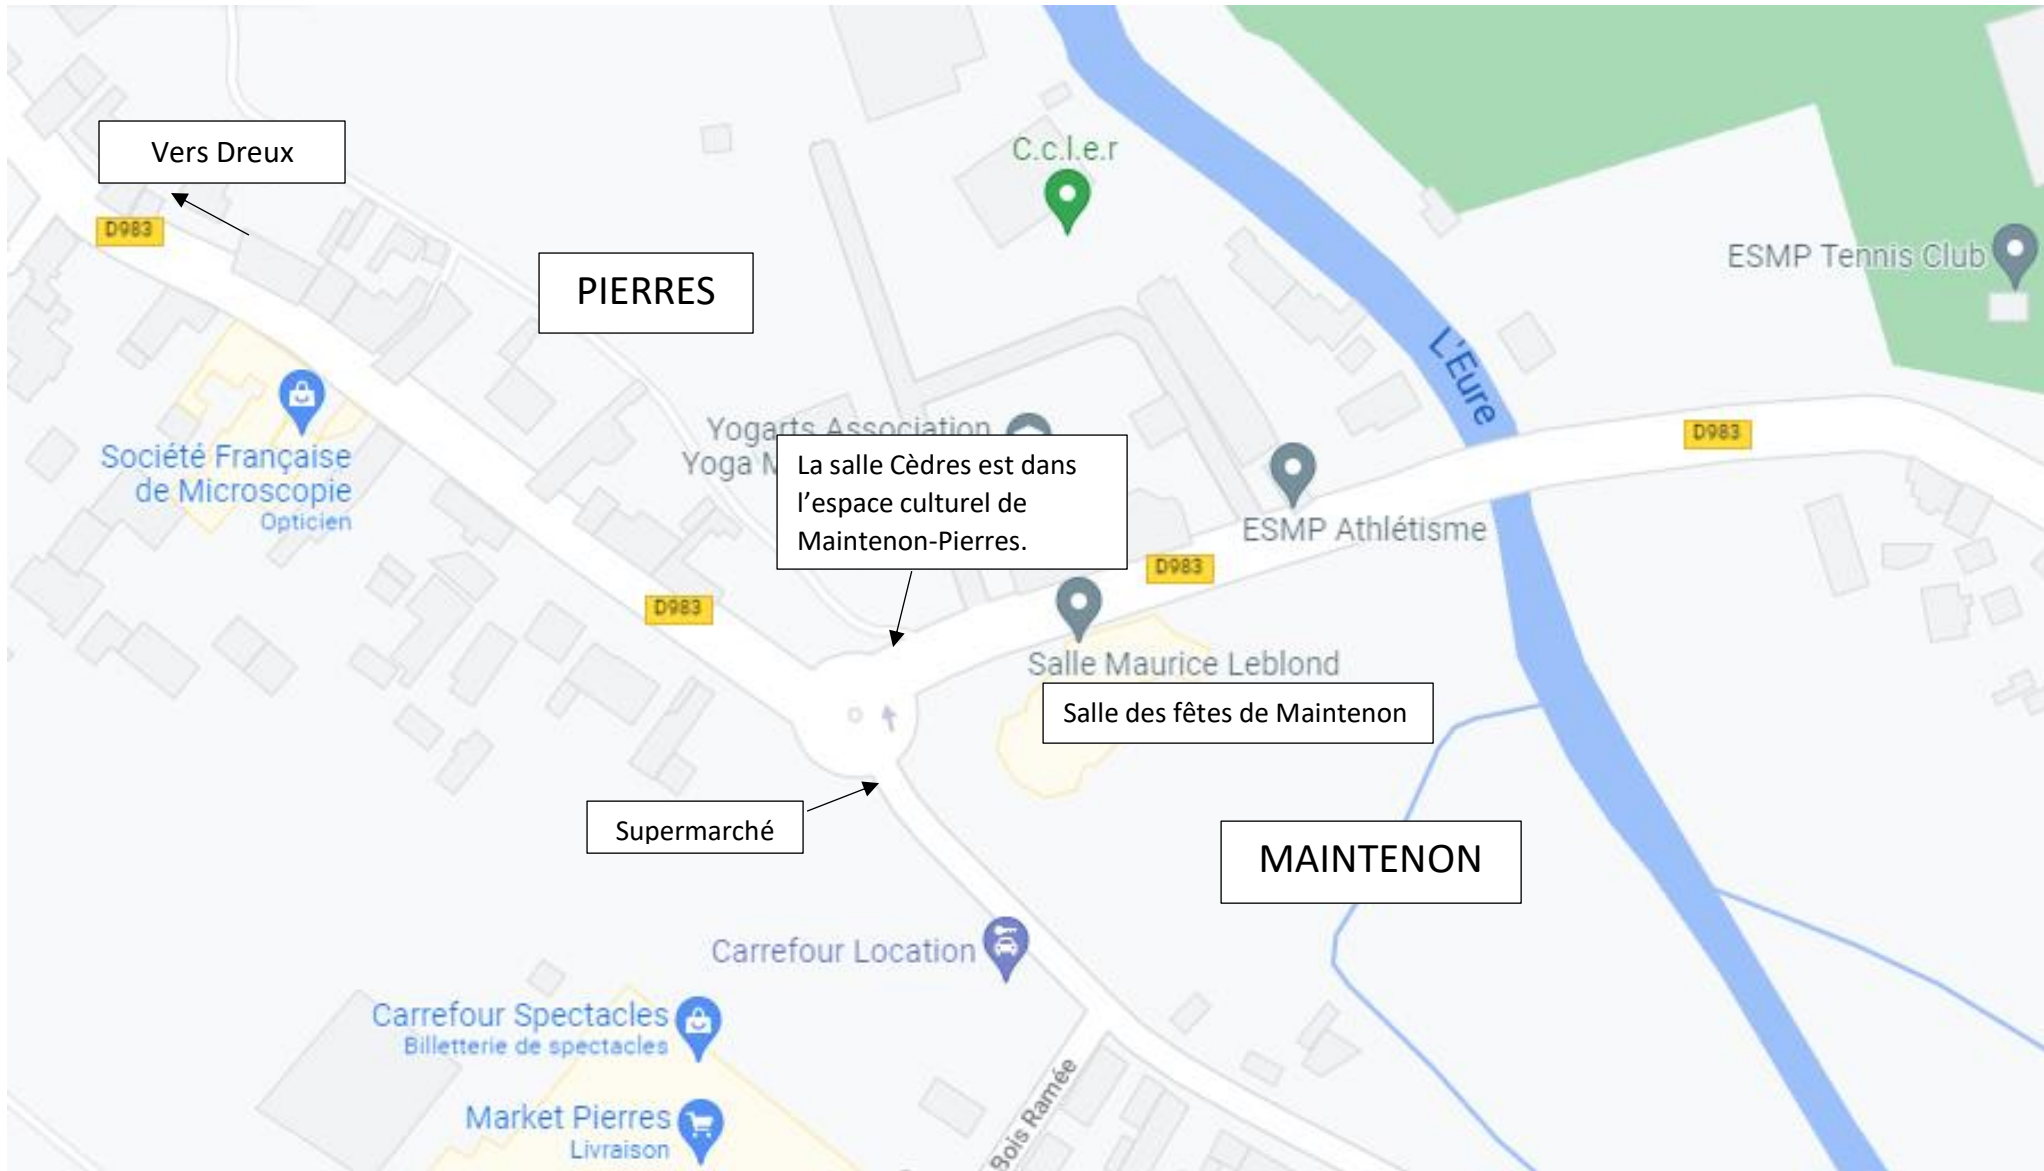 C.c.l.e.r
Vers Dreux
D983
ESMP Tennis Club
PIERRES
L'Eure
Société Française
de Microscopie
Opticien
Yogarts Association
Yoga
D983
La salle Cèdres est dans
l’espace culturel de
Maintenon-Pierres.
ESMP Athlétisme
D983
D983
Salle Maurice Leblond
Salle des fêtes de Maintenon
Supermarché
MAINTENON
Carrefour Location
Carrefour Spectacles
Billetterie de spectacles
Bois Ramée
Market Pierres
Livraison